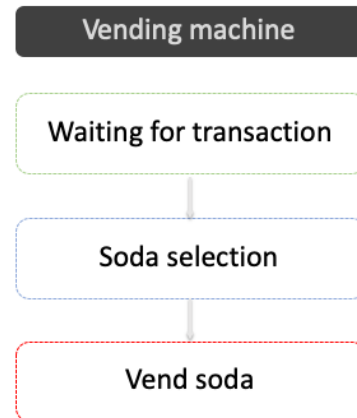 Vending machine
Waiting for transaction
Soda selection
Vend soda